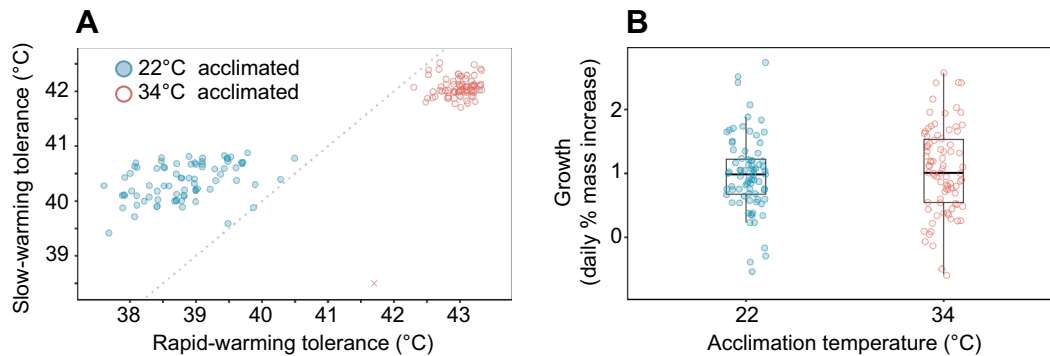 A
Slow-warming tolerance (°C)
42
41
40
39
22°C acclimated
34°C acclimated
38 39 40 41 42 43
Rapid-warming tolerance (°C)
B
Growth
(daily % mass increase)
2
1
0
22 34
Acclimation temperature (°C)